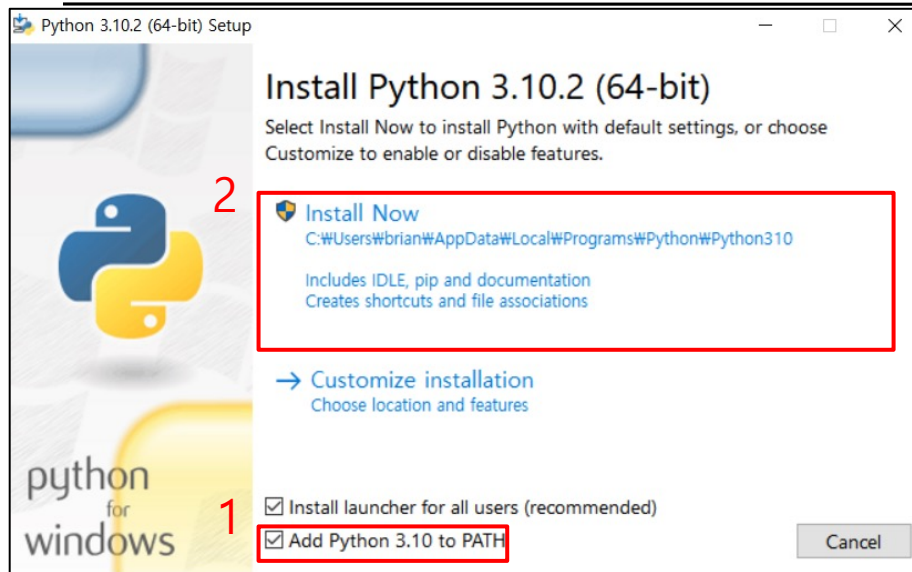 Python 3.10.2 (64-bit) Setup
Install Python 3.10.2 (64-bit)
Select Install Now to install Python with default settings, or choose
Customize to enable or disable features.
2
Install Now
C:₩Users₩brian₩AppData₩Local₩Programs₩Python₩Python310
Includes IDLE, pip and documentation
Creates shortcuts and file associations
→ Customize installation
Choose location and features
python
for
windows
1
Install launcher for all users (recommended)
Add Python 3.10 to PATH
Cancel